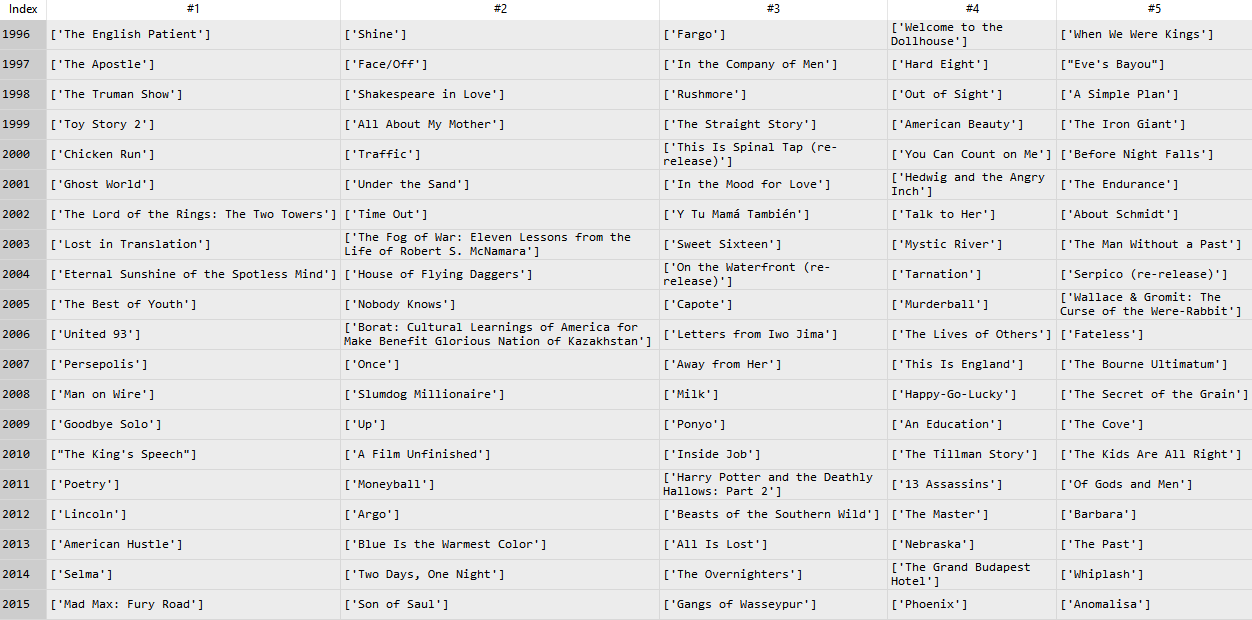 Index #1 #2 #3 #4 #5
1996 ['The English Patient'] ['Shine'] ['Fargo'] ['Welcome to the Dollhouse'] ['When We Were Kings']
1997 ['The Apostle'] ['Face/Off'] ['In the Company of Men'] ['Hard Eight'] ["Eve's Bayou"]
1998 ['The Truman Show'] ['Shakespeare in Love'] ['Rushmore'] ['Out of Sight'] ['A Simple Plan']
1999 ['Toy Story 2'] ['All About My Mother'] ['The Straight Story'] ['American Beauty'] ['The Iron Giant']
2000 ['Chicken Run'] ['Traffic'] ['This Is Spinal Tap (re-release)'] ['You Can Count on Me'] ['Before Night Falls']
2001 ['Ghost World'] ['Under the Sand'] ['In the Mood for Love'] ['Hedwig and the Angry Inch'] ['The Endurance']
2002 ['The Lord of the Rings: The Two Towers'] ['Time Out'] ['Y Tu Mamá También'] ['Talk to Her'] ['About Schmidt']
2003 ['Lost in Translation'] ['The Fog of War: Eleven Lessons from the Life of Robert S. McNamara'] ['Sweet Sixteen'] ['Mystic River'] ['The Man Without a Past']
2004 ['Eternal Sunshine of the Spotless Mind'] ['House of Flying Daggers'] ['On the Waterfront (re-release)'] ['Tarnation'] ['Serpico (re-release)']
2005 ['The Best of Youth'] ['Nobody Knows'] ['Capote'] ['Murderball'] ['Wallace & Gromit: The Curse of the Were-Rabbit']
2006 ['United 93'] ['Borat: Cultural Learnings of America for Make Benefit Glorious Nation of Kazakhstan'] ['Letters from Iwo Jima'] ['The Lives of Others'] ['Fateless']
2007 ['Persepolis'] ['Once'] ['Away from Her'] ['This Is England'] ['The Bourne Ultimatum']
2008 ['Man on Wire'] ['Slumdog Millionaire'] ['Milk'] ['Happy-Go-Lucky'] ['The Secret of the Grain']
2009 ['Goodbye Solo'] ['Up'] ['Ponyo'] ['An Education'] ['The Cove']
2010 ["The King's Speech"] ['A Film Unfinished'] ['Inside Job'] ['The Tillman Story'] ['The Kids Are All Right']
2011 ['Poetry'] ['Moneyball'] ['Harry Potter and the Deathly Hallows: Part 2'] ['13 Assassins'] ['Of Gods and Men']
2012 ['Lincoln'] ['Argo'] ['Beasts of the Southern Wild'] ['The Master'] ['Barbara']
2013 ['American Hustle'] ['Blue Is the Warmest Color'] ['All Is Lost'] ['Nebraska'] ['The Past']
2014 ['Selma'] ['Two Days, One Night'] ['The Overnighters'] ['The Grand Budapest Hotel'] ['Whiplash']
2015 ['Mad Max: Fury Road'] ['Son of Saul'] ['Gangs of Wasseypur'] ['Phoenix'] ['Anomalisa']